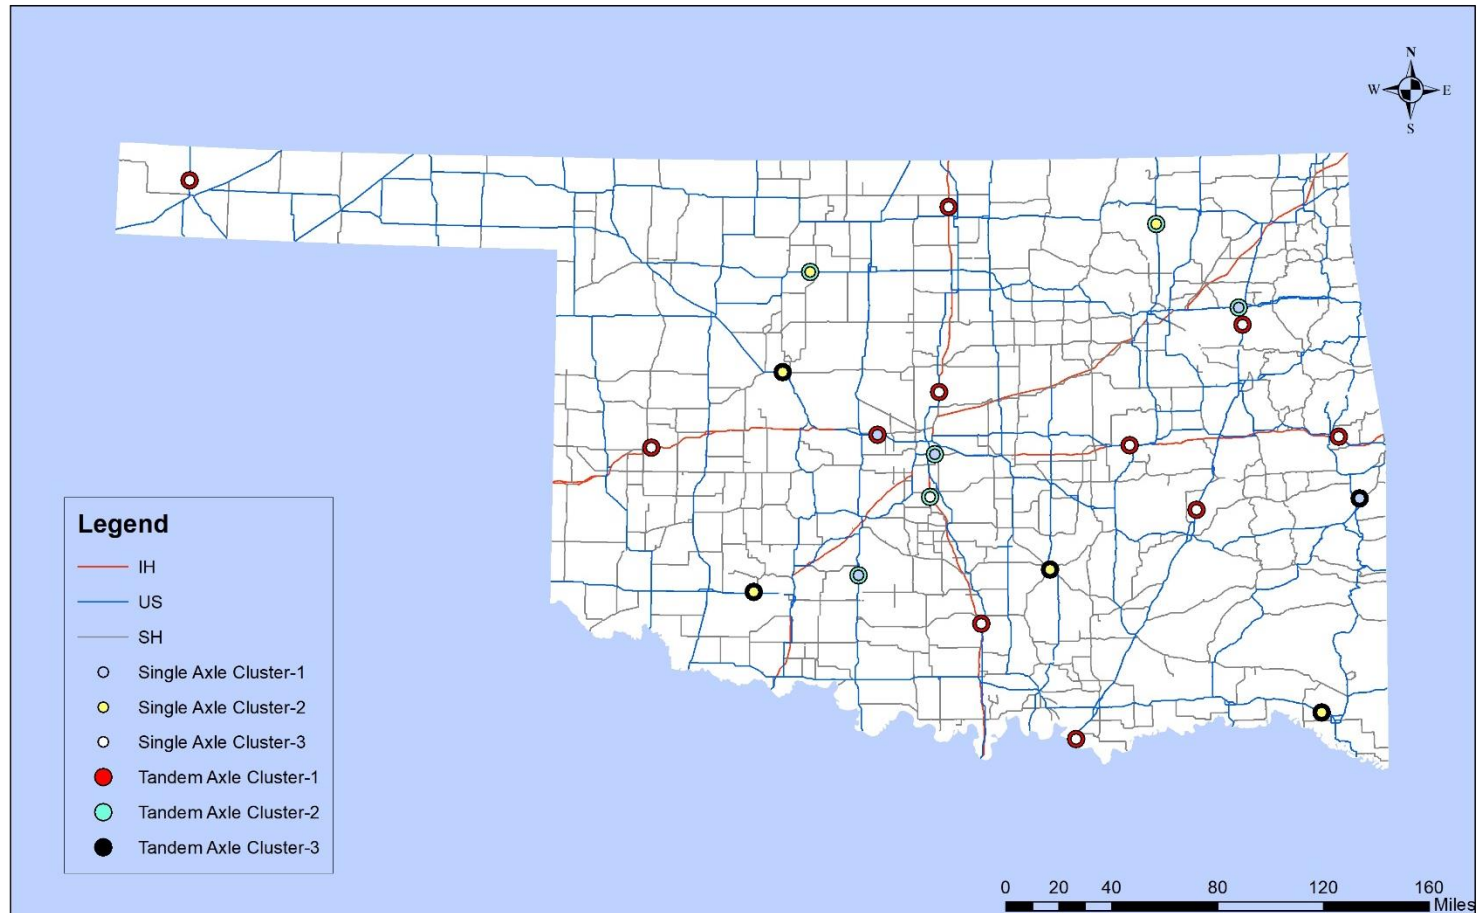 N
W E
S
Legend
IH
US
SH
Single Axle Cluster-1
Single Axle Cluster-2
Single Axle Cluster-3
Tandem Axle Cluster-1
Tandem Axle Cluster-2
Tandem Axle Cluster-3
0 20 40 80 120 160
Miles